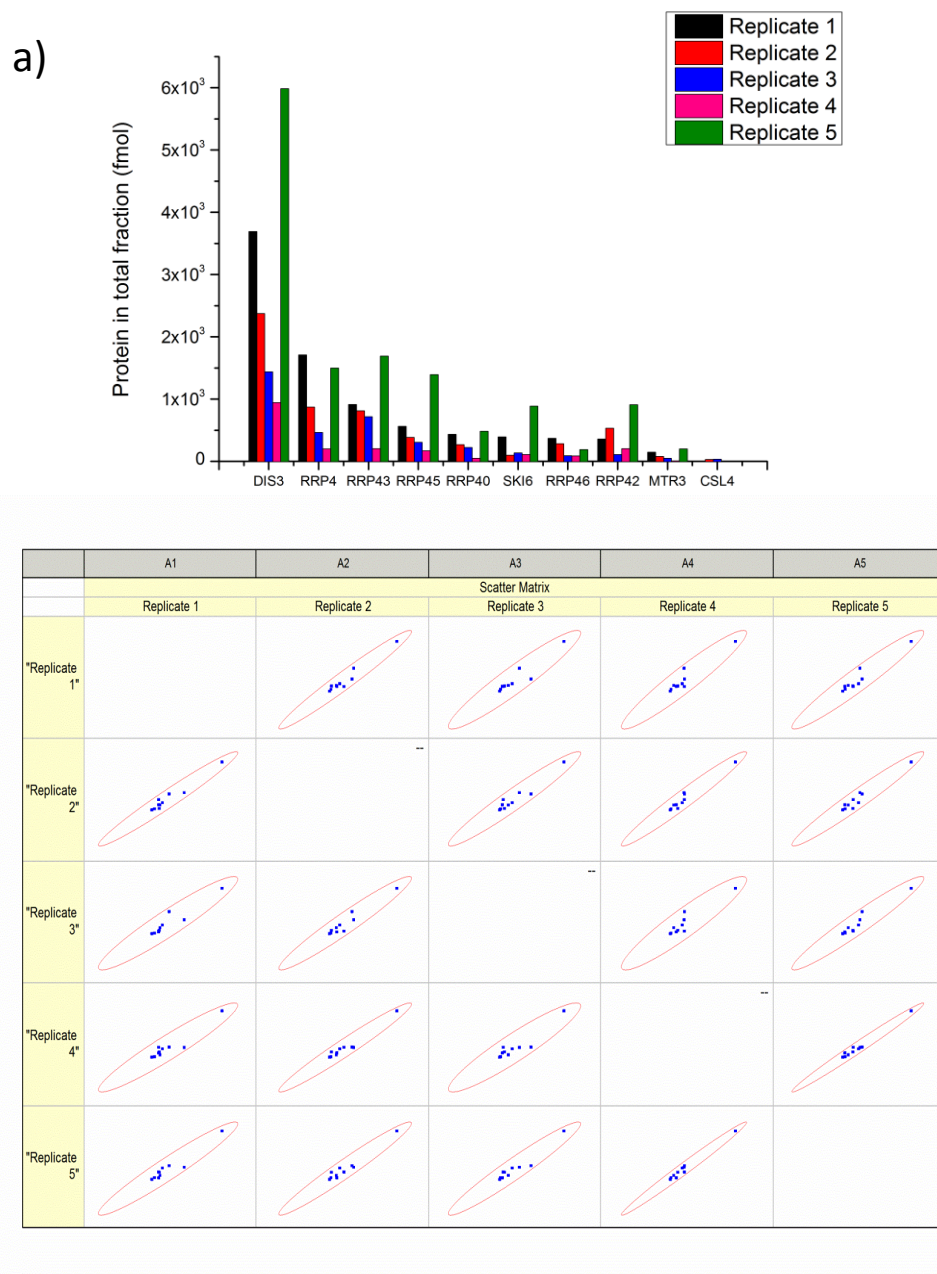 a)
Replicate 1
Replicate 2
Replicate 3
Replicate 4
Replicate 5
Protein in total fraction (fmol)
6x10³
5x10³
4x10³
3x10³
2x10³
1x10³
0
DIS3 RRP4 RRP43 RRP45 RRP40 SKI6 RRP46 RRP42 MTR3 CSL4
A1 A2 A3 A4 A5
Scatter Matrix
Replicate 1 Replicate 2 Replicate 3 Replicate 4 Replicate 5
"Replicate
1"
--
"Replicate
2"
--
"Replicate
3"
--
"Replicate
4"
"Replicate
5"